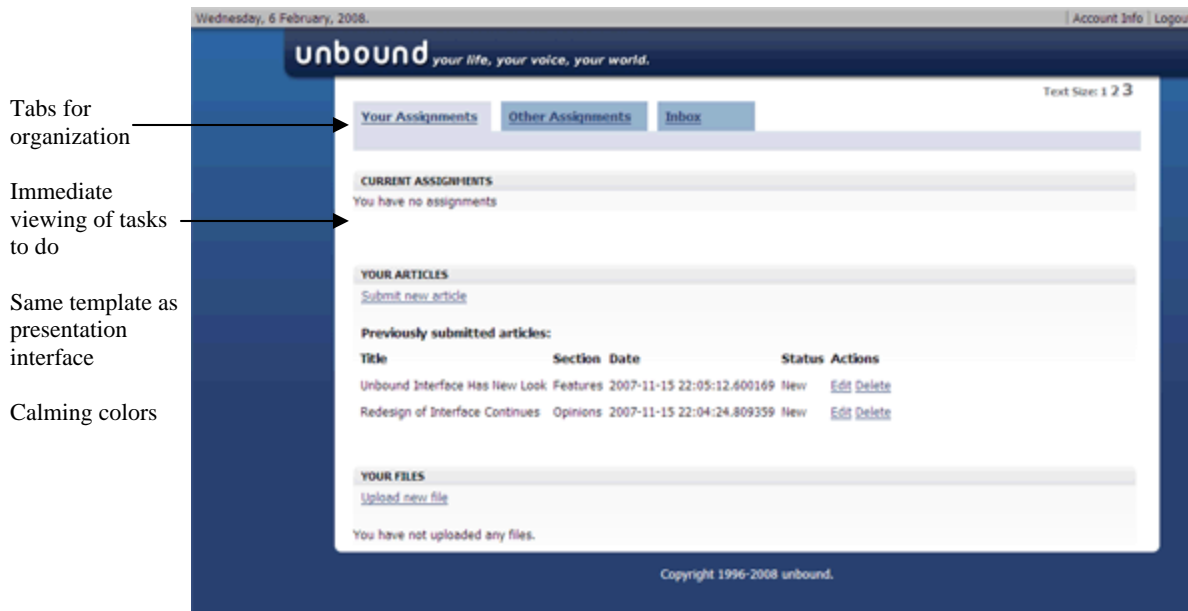 Wednesday, 6 February, 2008. | Account Info | Logou
unbound your life, your voice, your world.
Text Size: 1 2 3
Tabs for
organization
Your Assignments Other Assignments Inbox
Immediate
viewing of tasks
to do
CURRENT ASSIGNMENTS
You have no assignments
YOUR ARTICLES
Submit new article
Same template as
presentation
interface
Previously submitted articles:
Title Section Date Status Actions
Unbound Interface Has New Look Features 2007-11-15 22:05:12.600169 New Edit Delete
Redesign of Interface Continues Opinions 2007-11-15 22:04:24.809359 New Edit Delete
Calming colors
YOUR FILES
Upload new file
You have not uploaded any files.
Copyright 1996-2008 unbound.